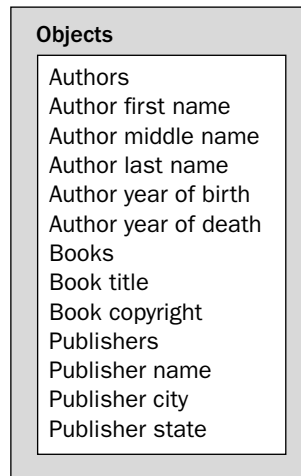 Objects
Authors
Author first name
Author middle name
Author last name
Author year of birth
Author year of death
Books
Book title
Book copyright
Publishers
Publisher name
Publisher city
Publisher state